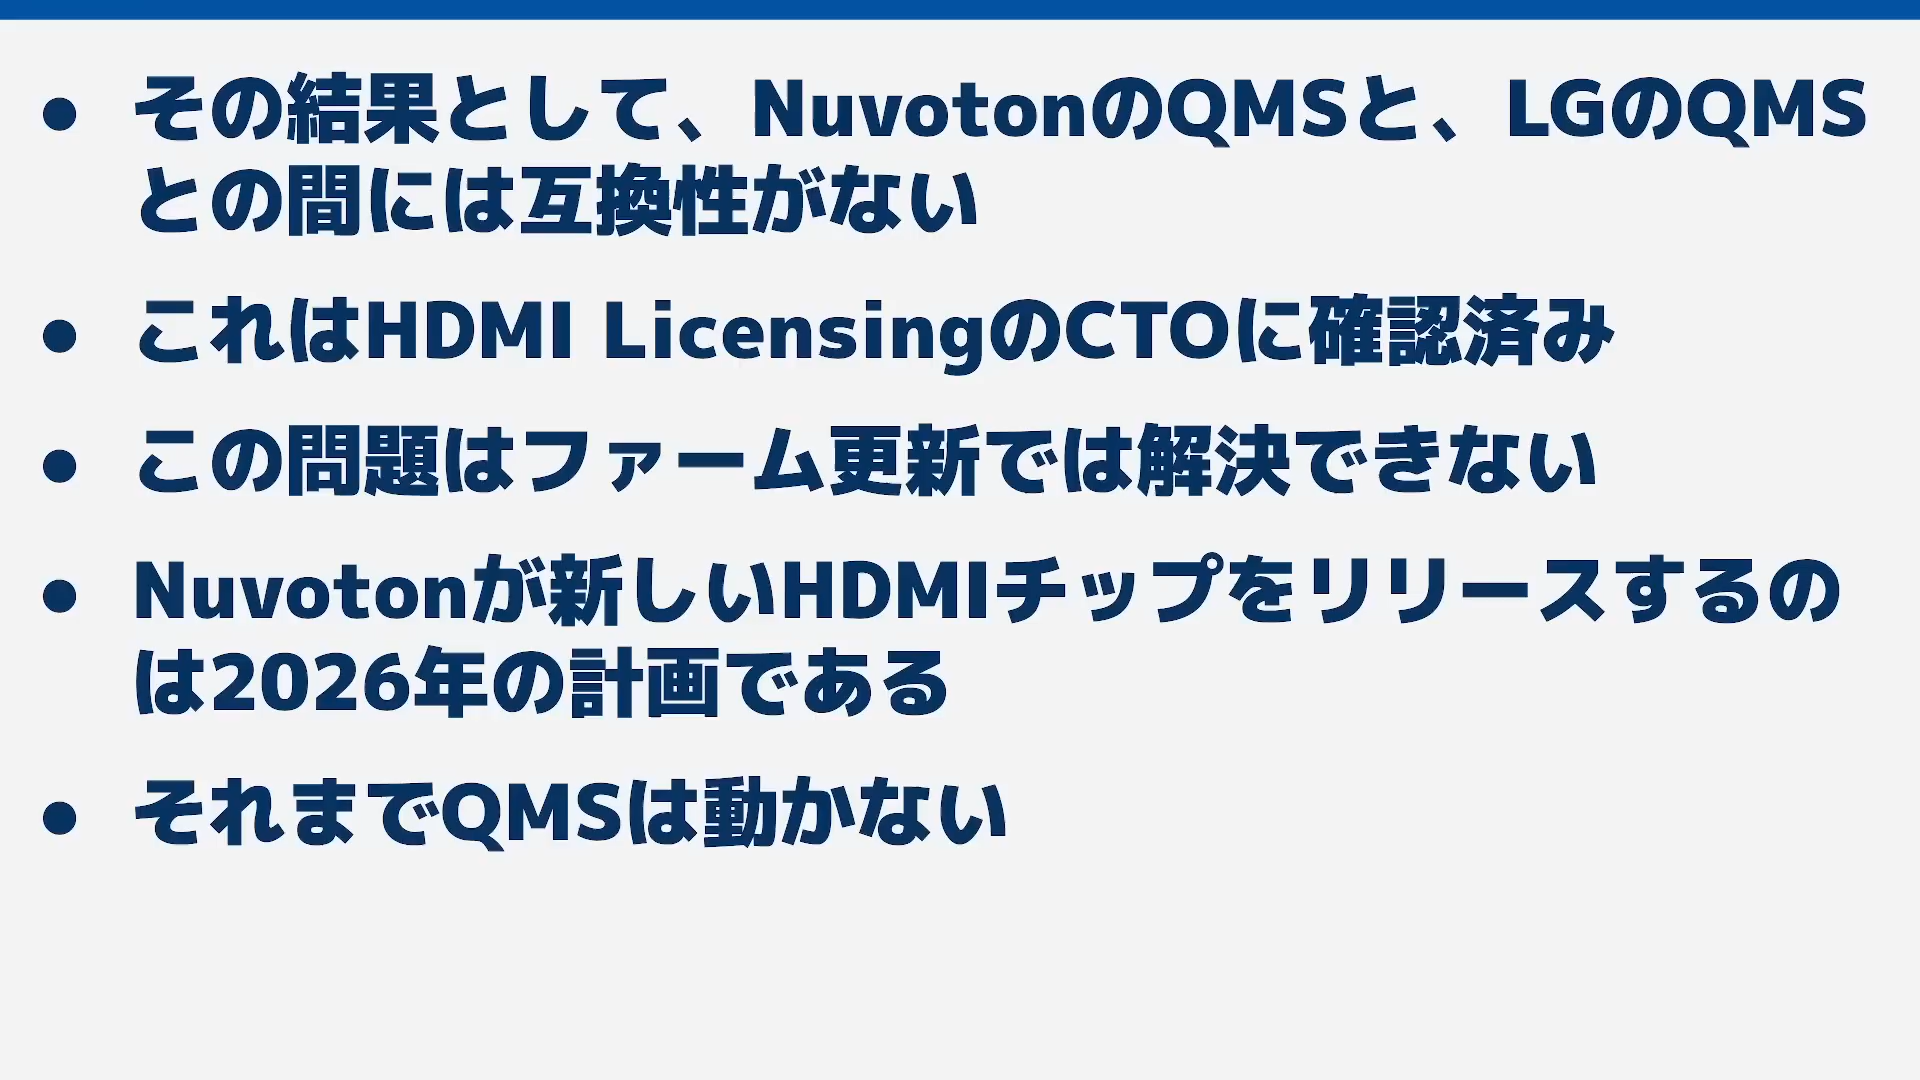 ● その結果として、NuvotonのQMSと、LGのQMS
との間には互換性がない
● これはHDMI LicensingのCTOに確認済み
● この問題はファーム更新では解決できない
● Nuvotonが新しいHDMIチップをリリースするの
は2026年の計画である
● それまでQMSは動かない